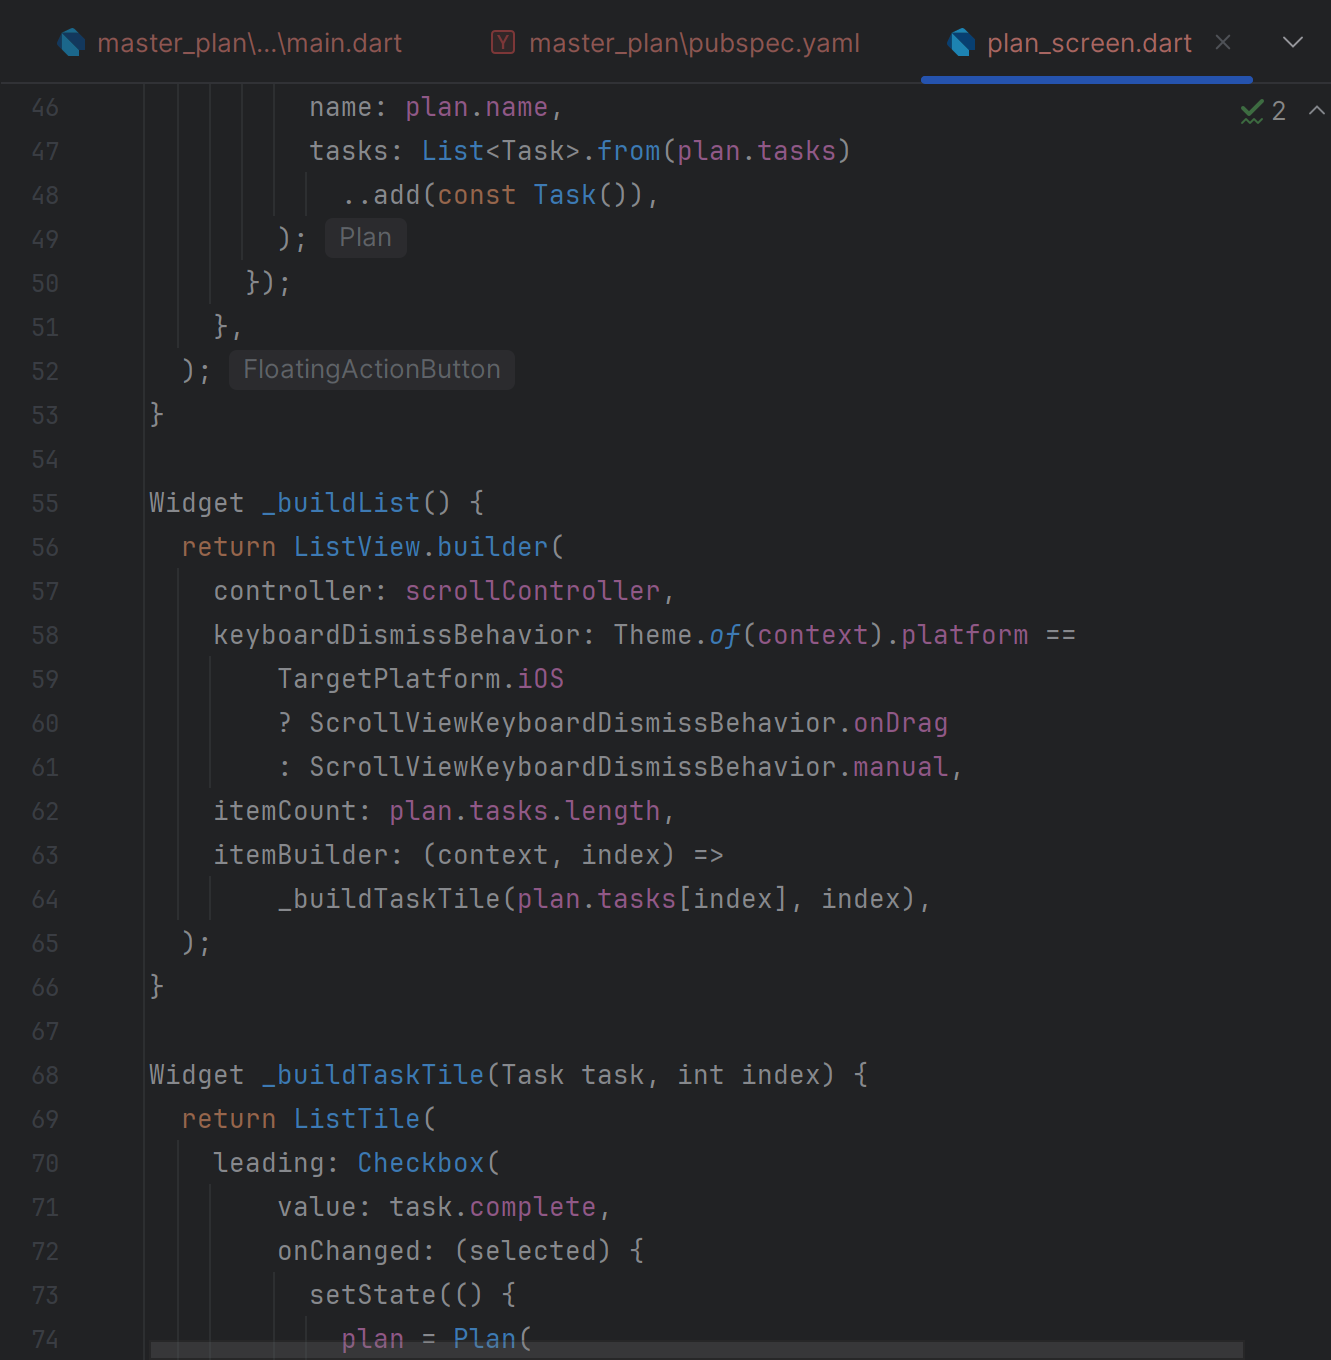 master_plan\...\main.dart
Y master_plan\pubspec.yaml
plan_screen.dart
2
46 name: plan.name,
47 tasks: List<Task>.from(plan.tasks)
48 ..add(const Task()),
49 ); Plan
50 });
51 },
52 ); FloatingActionButton
53 }
54
55 Widget _buildList() {
56 return ListView.builder(
57 controller: scrollController,
58 keyboardDismissBehavior: Theme.of(context).platform ==
59 TargetPlatform.iOS
60 ? ScrollViewKeyboardDismissBehavior.onDrag
61 : ScrollViewKeyboardDismissBehavior.manual,
62 itemCount: plan.tasks.length,
63 itemBuilder: (context, index) =>
64 _buildTaskTile(plan.tasks[index], index),
65 );
66 }
67
68 Widget _buildTaskTile(Task task, int index) {
69 return ListTile(
70 leading: Checkbox(
71 value: task.complete,
72 onChanged: (selected) {
73 setState(() {
74 plan = Plan(